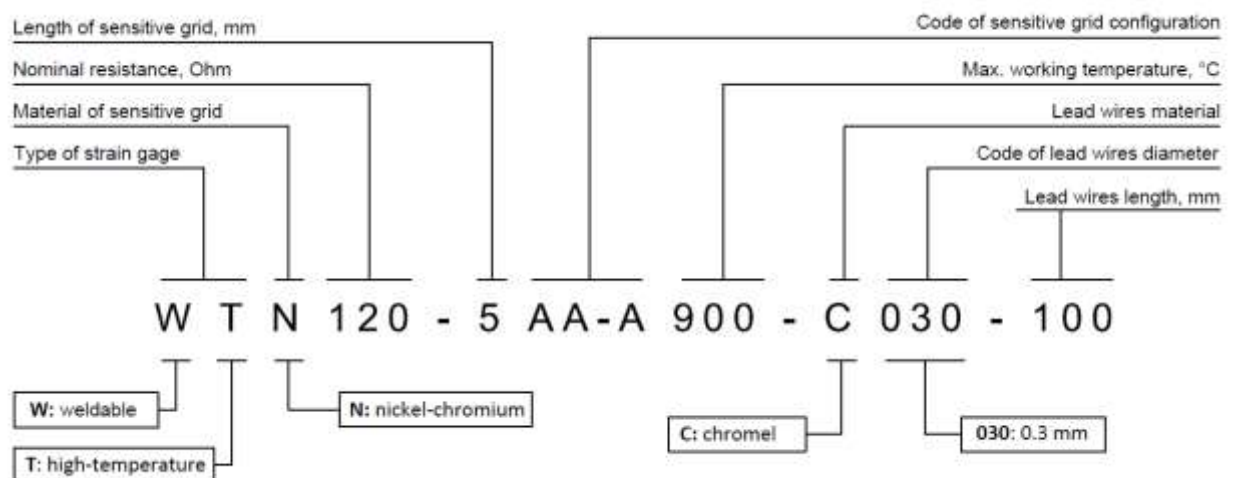 Length of sensitive grid, mm
Nominal resistance, Ohm
Material of sensitive grid
Type of strain gage
Code of sensitive grid configuration
Max. working temperature, °C
Lead wires material
Code of lead wires diameter
Lead wires length, mm
W T N 120 - 5 AA-A 900 - C 030 - 100
W: weldable
T: high-temperature
N: nickel-chromium
C: chromel
030: 0.3 mm